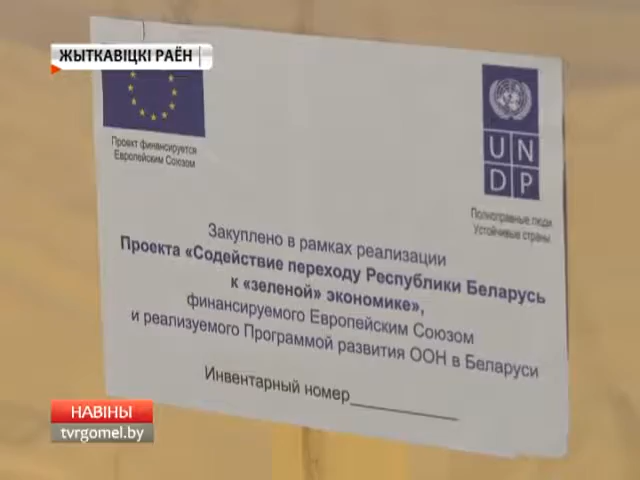 ЖЫТКАВІЦКІ РАЁН
Проект финансируется
Европейским Союзом
UN
DP
Полноправные люди.
Устойчивые страны.
Закуплено в рамках реализации
Проекта «Содействие переходу Республики Беларусь
к «зеленой» экономике»,
финансируемого Европейским Союзом
и реализуемого Программой развития ООН в Беларуси
Инвентарный номер____________
НАВІНЫ
tvrgomel.by